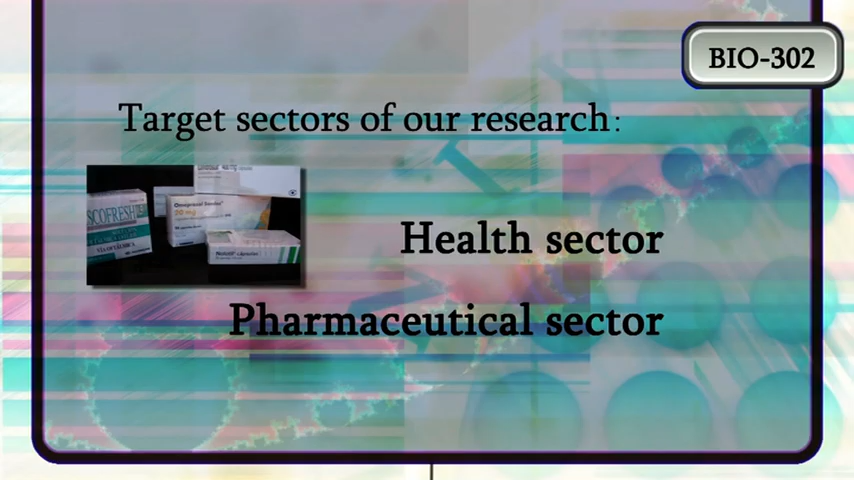 BIO-302
Target sectors of our research:
Health sector
Pharmaceutical sector